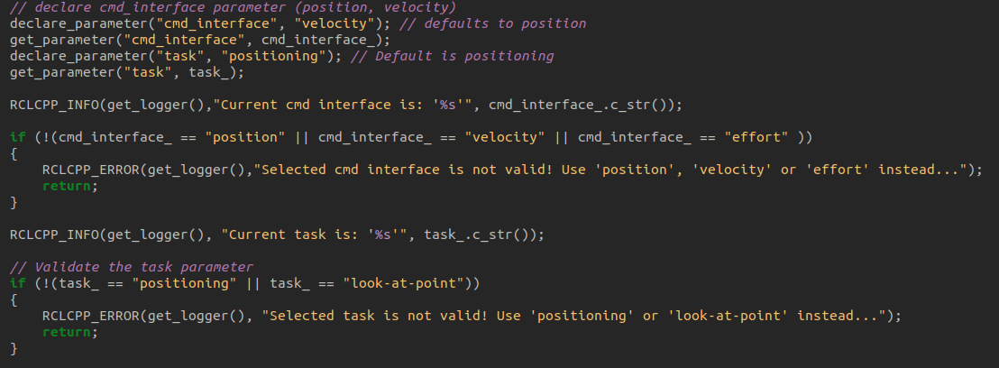 // declare cmd_interface parameter (position, velocity)
declare_parameter("cmd_interface", "velocity"); // defaults to position
get_parameter("cmd_interface", cmd_interface_);
declare_parameter("task", "positioning"); // Default is positioning
get_parameter("task", task_);
RCLCPP_INFO(get_logger(),"Current cmd interface is: '%s'", cmd_interface_.c_str());
if (!(cmd_interface_ == "position" || cmd_interface_ == "velocity" || cmd_interface_ == "effort" ))
{
    RCLCPP_ERROR(get_logger(),"Selected cmd interface is not valid! Use 'position', 'velocity' or 'effort' instead...");
    return;
}
RCLCPP_INFO(get_logger(), "Current task is: '%s'", task_.c_str());
// Validate the task parameter
if (!(task_ == "positioning" || task_ == "look-at-point"))
{
    RCLCPP_ERROR(get_logger(), "Selected task is not valid! Use 'positioning' or 'look-at-point' instead...");
    return;
}